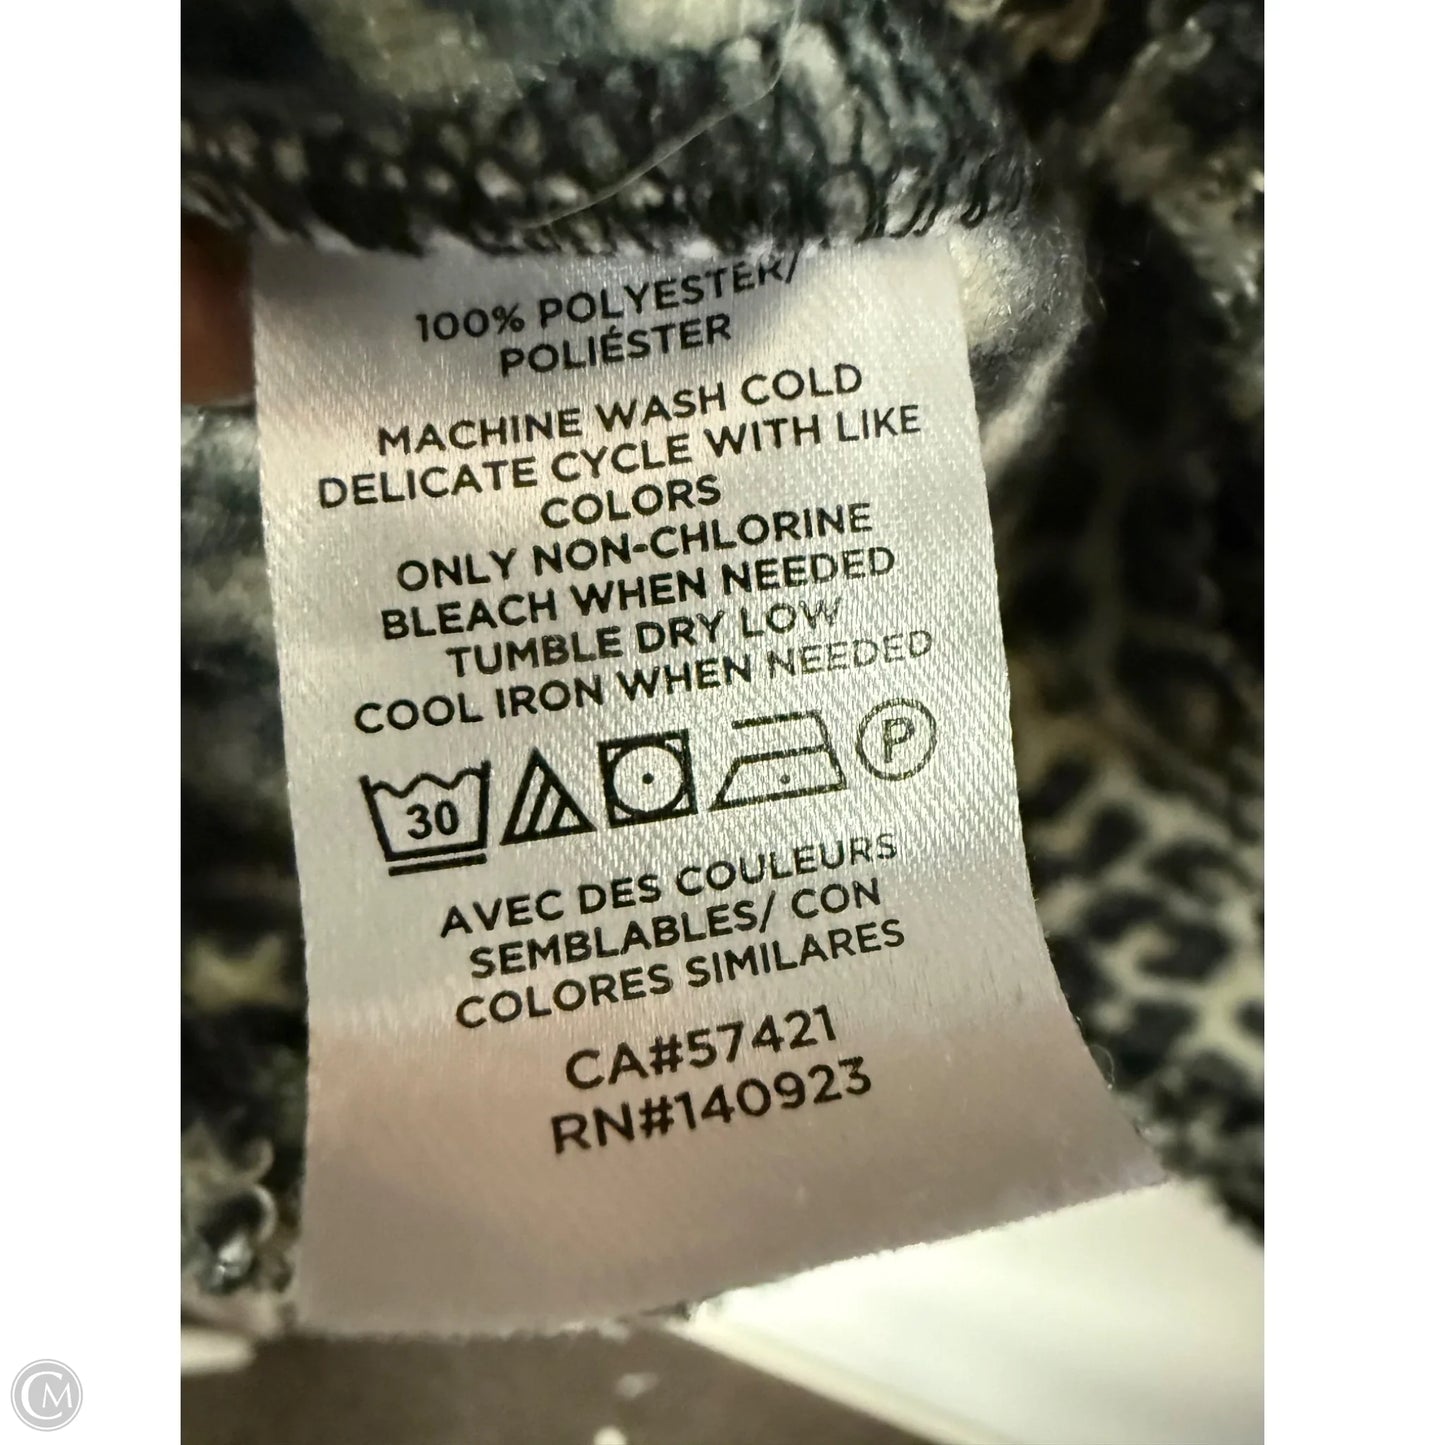 100% POLYESTER/
POLIÉSTER
MACHINE WASH COLD
DELICATE CYCLE WITH LIKE
COLORS
ONLY NON-CHLORINE
BLEACH WHEN NEEDED
TUMBLE DRY LOW
COOL IRON WHEN NEEDED
30 P
AVEC DES COULEURS
SEMBLABLES/ CON
COLORES SIMILARES
CA#57421
RN#140923
CM